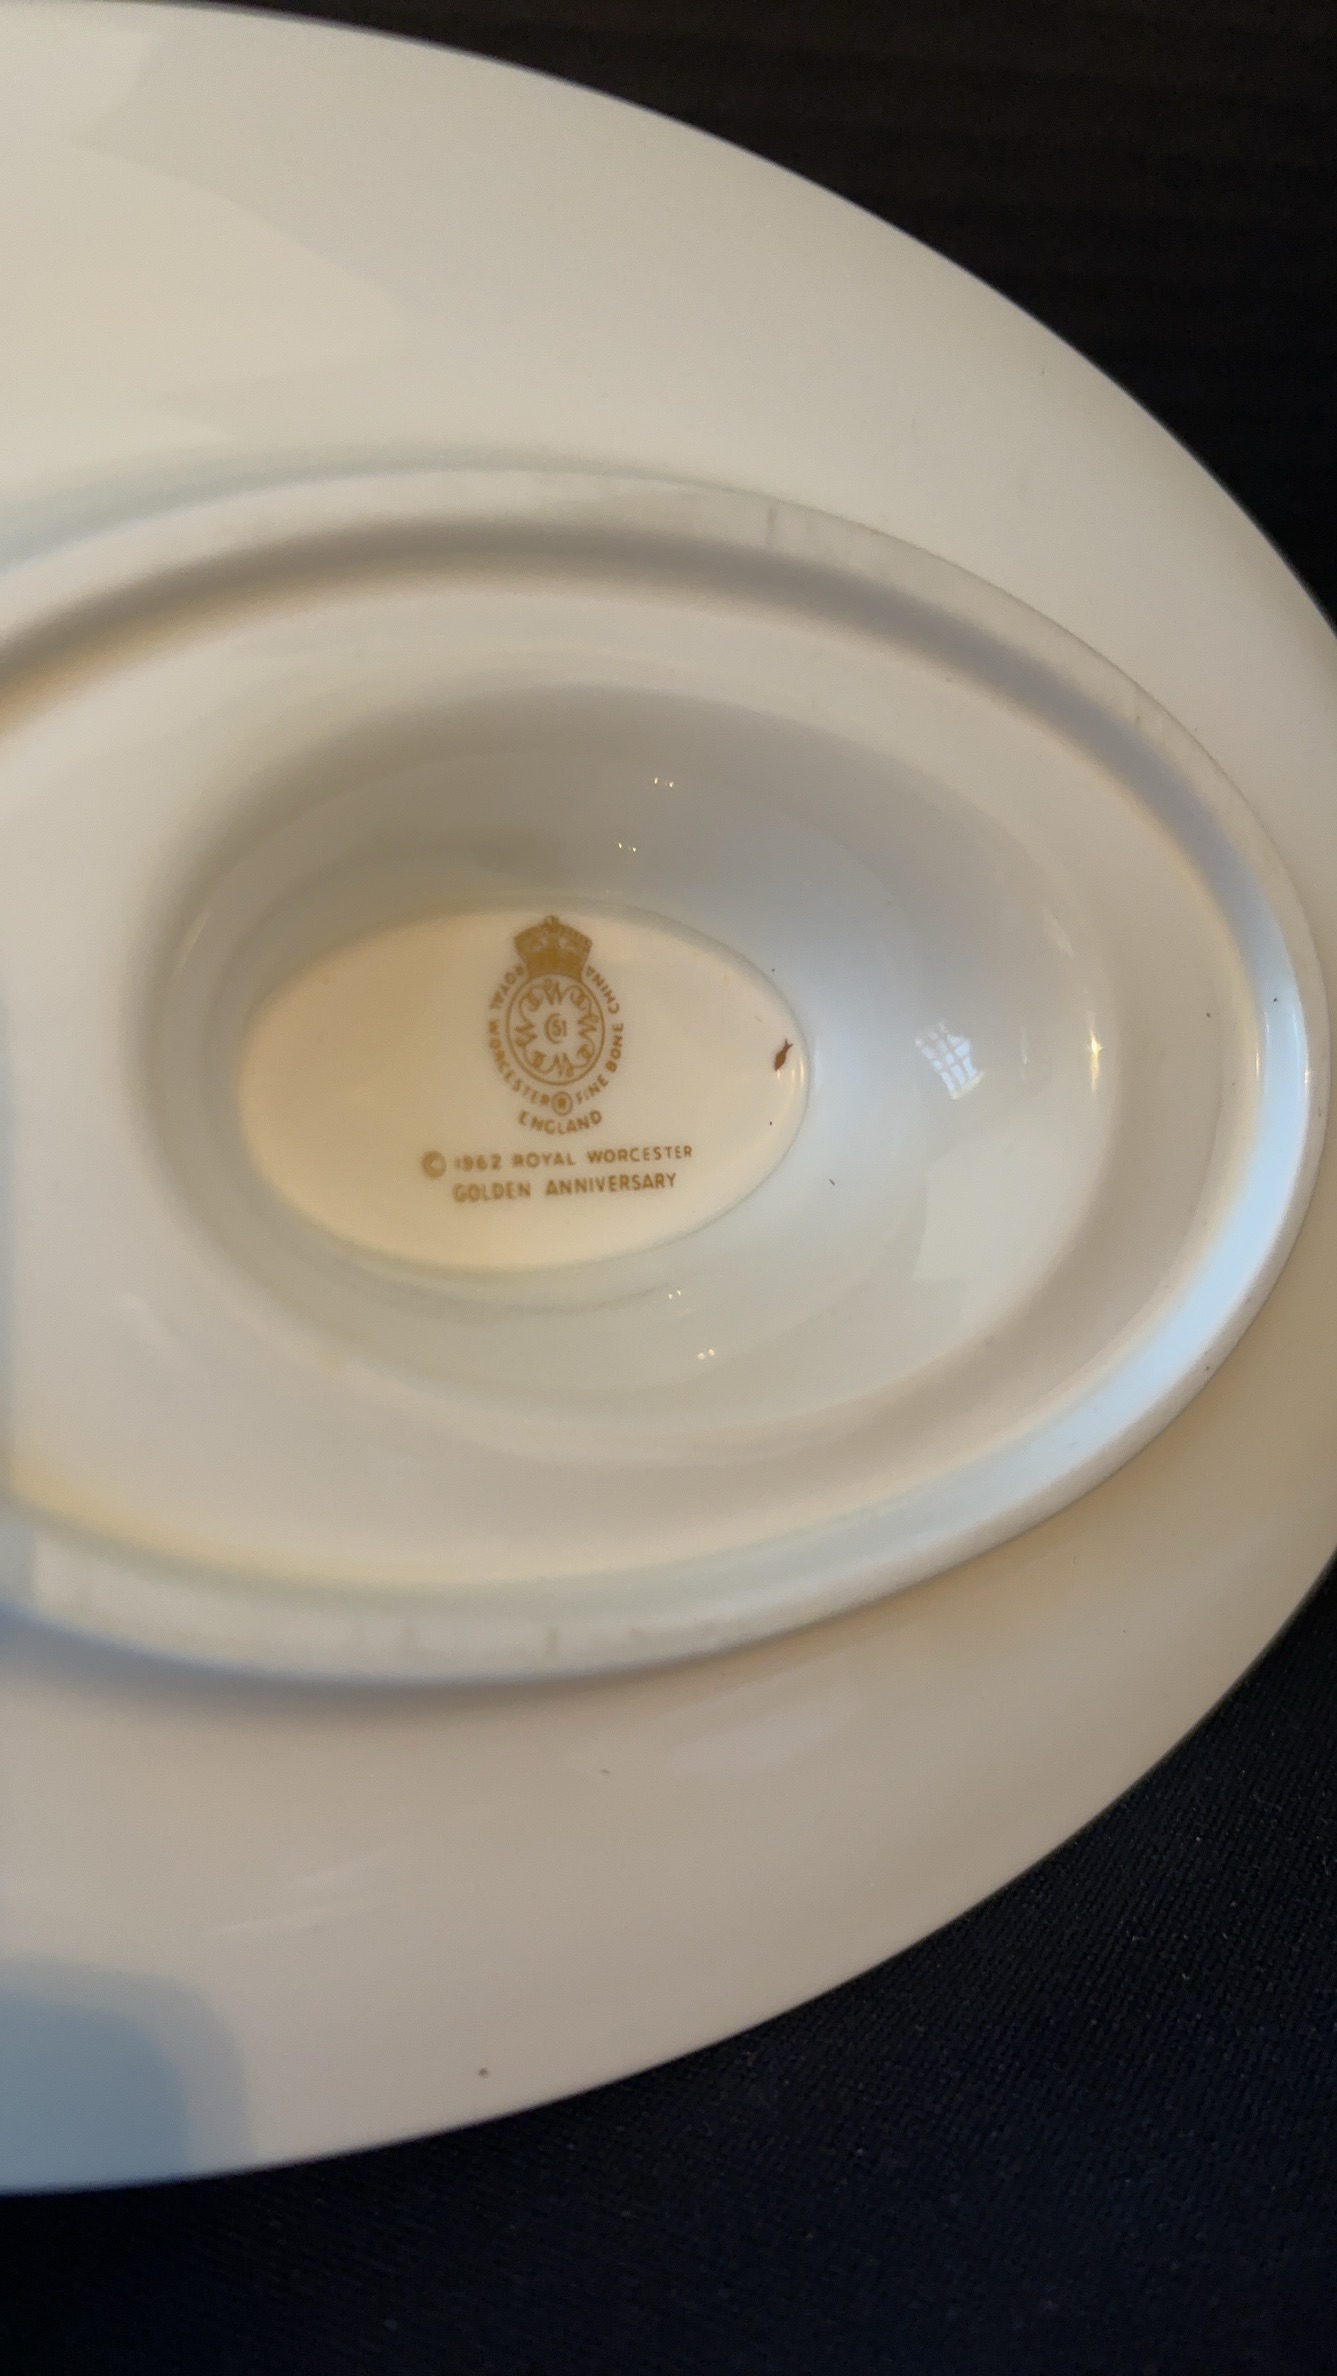 ROYAL WORCESTER ® FINE BONE CHINA
51
ENGLAND
© 1962 ROYAL WORCESTER
GOLDEN ANNIVERSARY